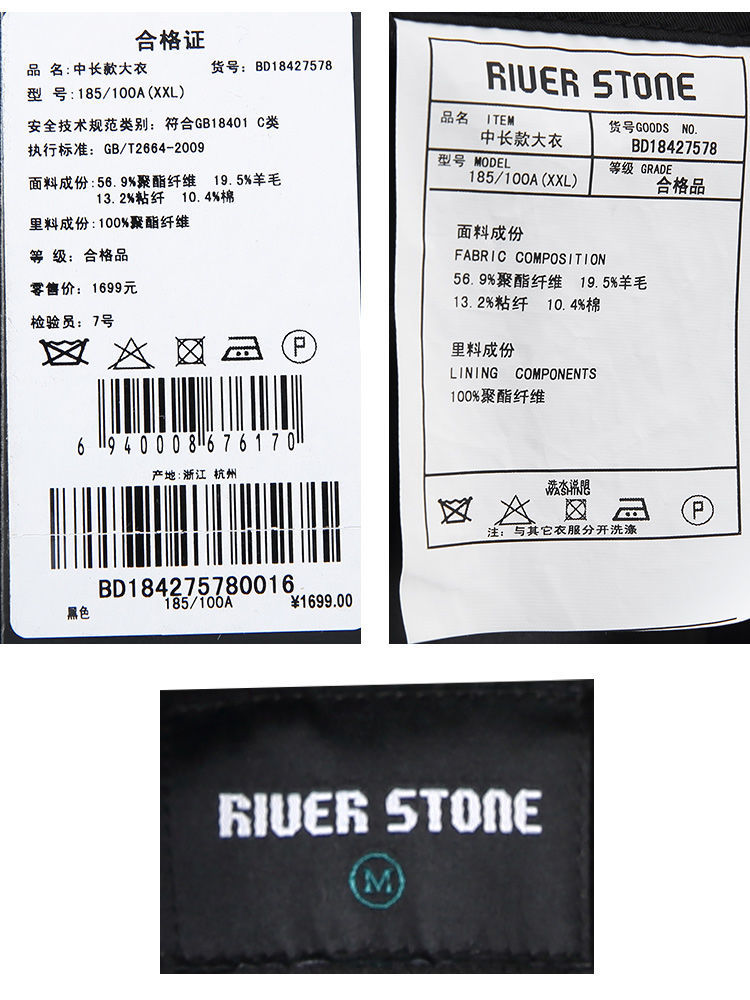 合格证
品 名:中长款大衣 货号: BD18427578
型 号:185/100A(XXL)
安全技术规范类别: 符合GB18401 C类
执行标准: GB/T2664-2009
面料成份:56.9%聚酯纤维 19.5%羊毛
13.2%粘纤 10.4%棉
里料成份:100%聚酯纤维
等 级: 合格品
零售价: 1699元
检验员: 7号
P
6 940008 676170
产地:浙江 杭州
BD184275780016
185/100A ¥1699.00
黑色
RIVER STONE
品名 ITEM
中长款大衣
货号GOODS NO.
BD18427578
型号 MODEL
185/100A(XXL)
等级 GRADE
合格品
面料成份
FABRIC COMPOSITION
56.9%聚酯纤维 19.5%羊毛
13.2%粘纤 10.4%棉
里料成份
LINING COMPONENTS
100%聚酯纤维
洗水说明
WASHING
P
注: 与其它衣服分开洗涤
RIVER STONE
M